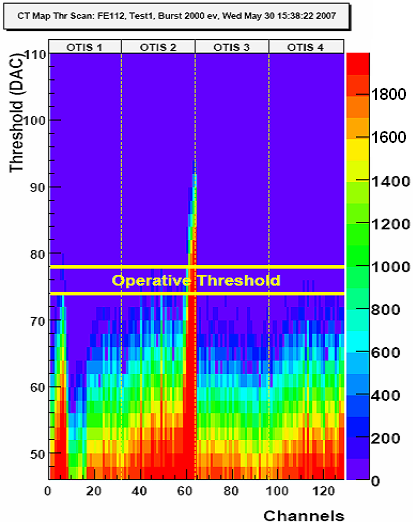 CT Map Thr Scan: FE112, Test1, Burst 2000 ev, Wed May 30 15:38:22 2007
OTIS 1 OTIS 2 OTIS 3 OTIS 4
Threshold (DAC)
110
100
90
80
70
60
50
Operative Threshold
0 20 40 60 80 100 120
Channels
1800
1600
1400
1200
1000
800
600
400
200
0